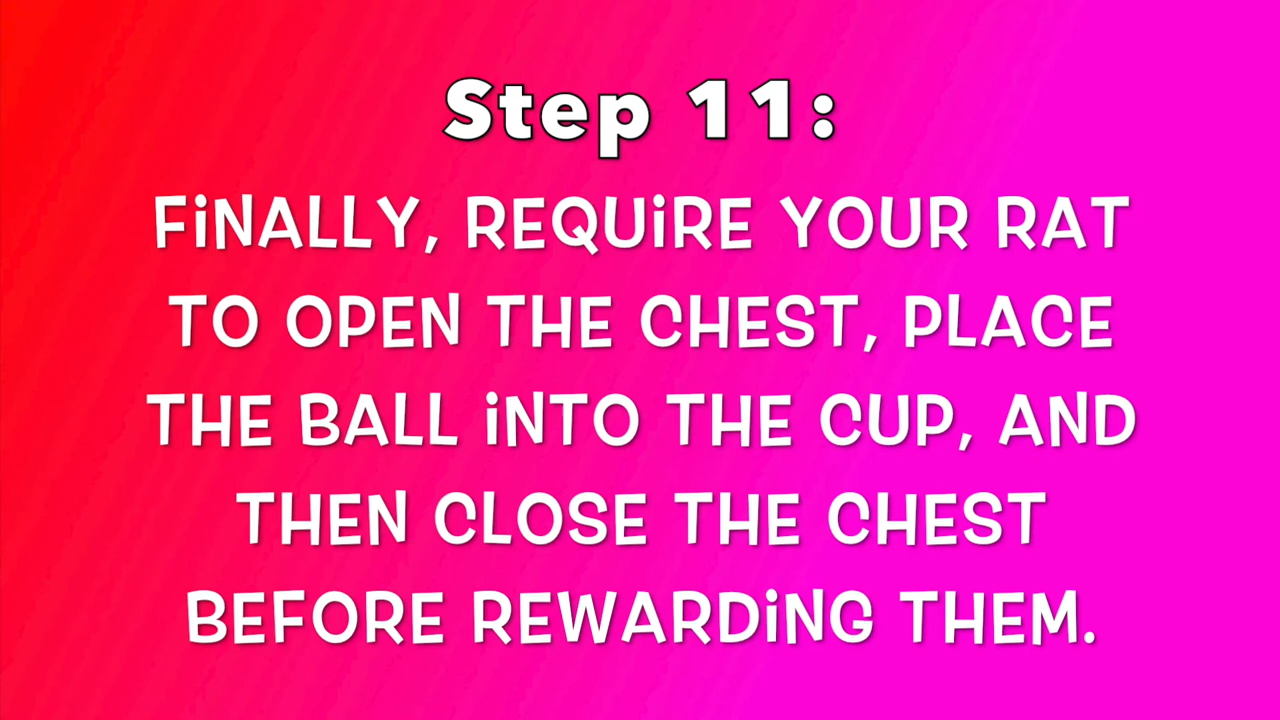 Step 11:
FiNALLY, REQUiRE YOUR RAT
TO OPEN THE CHEST, PLACE
THE BALL iNTO THE CUP, AND
THEN CLOSE THE CHEST
BEFORE REWARDiNG THEM.